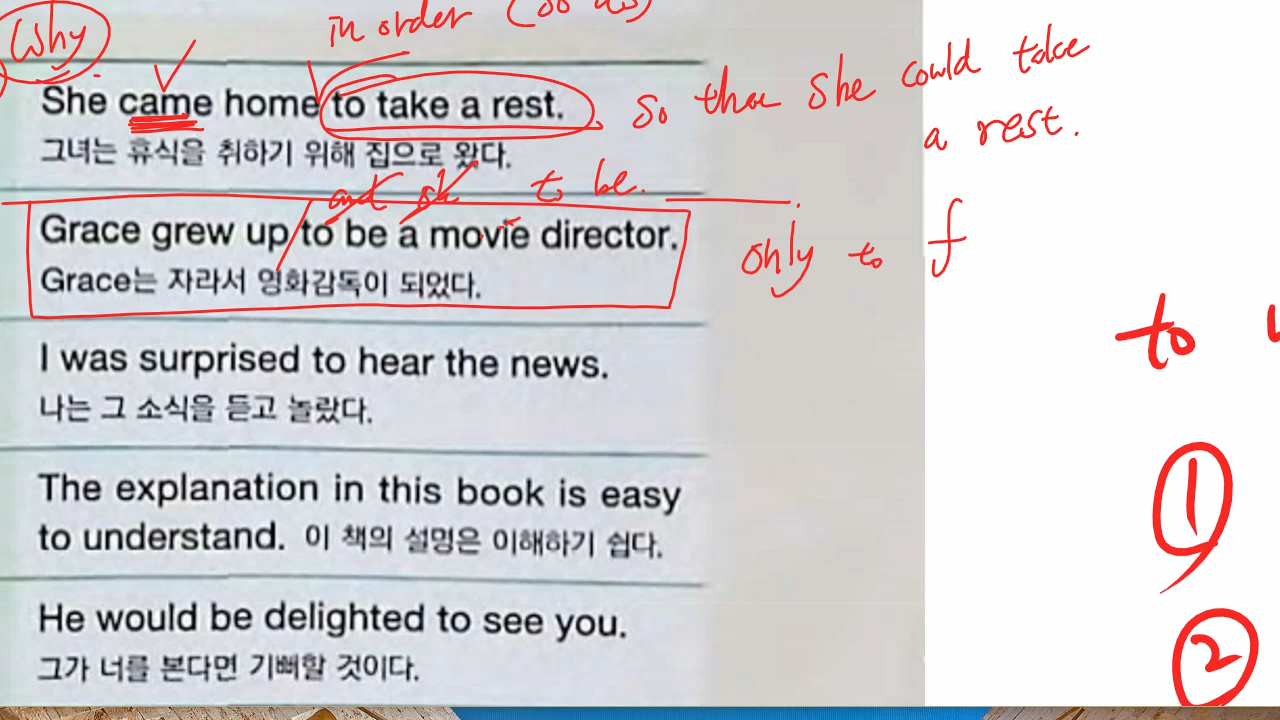 Why
in order (so as)
She came home to take a rest.
so that she could take
a rest.
그녀는 휴식을 취하기 위해 집으로 왔다.
and sh to be.
Grace grew up to be a movie director.
only to f
Grace는 자라서 영화감독이 되었다.
to
I was surprised to hear the news.
나는 그 소식을 듣고 놀랐다.
①
The explanation in this book is easy
to understand. 이 책의 설명은 이해하기 쉽다.
②
He would be delighted to see you.
그가 너를 본다면 기뻐할 것이다.